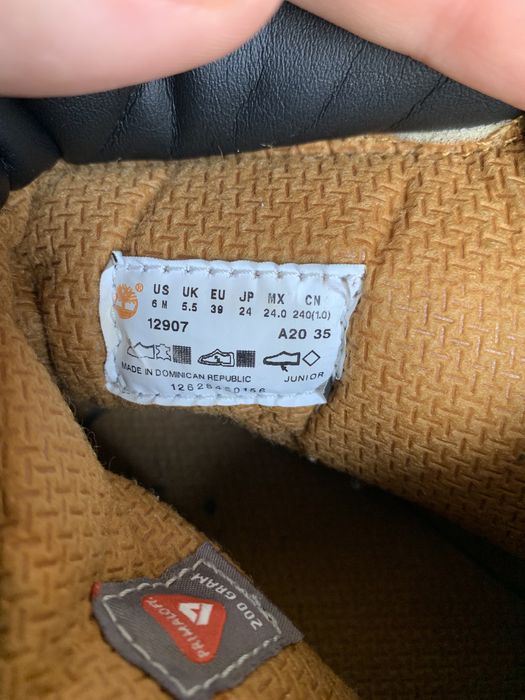 US UK EU JP MX CN
6 M 5.5 39 24 24.0 240(1.0)
12907 A20 35
MADE IN DOMINICAN REPUBLIC JUNIOR
PRIMALOFT
200 GRAM